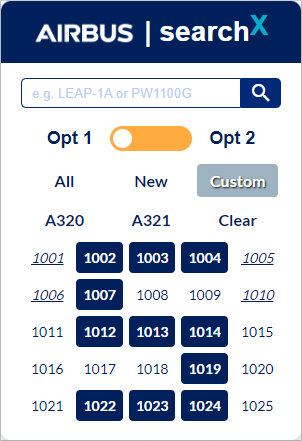 AIRBUS | searchX
e.g. LEAP-1A or PW1100G
Opt 1 Opt 2
All New Custom
A320 A321 Clear
1001 1002 1003 1004 1005
1006 1007 1008 1009 1010
1011 1012 1013 1014 1015
1016 1017 1018 1019 1020
1021 1022 1023 1024 1025